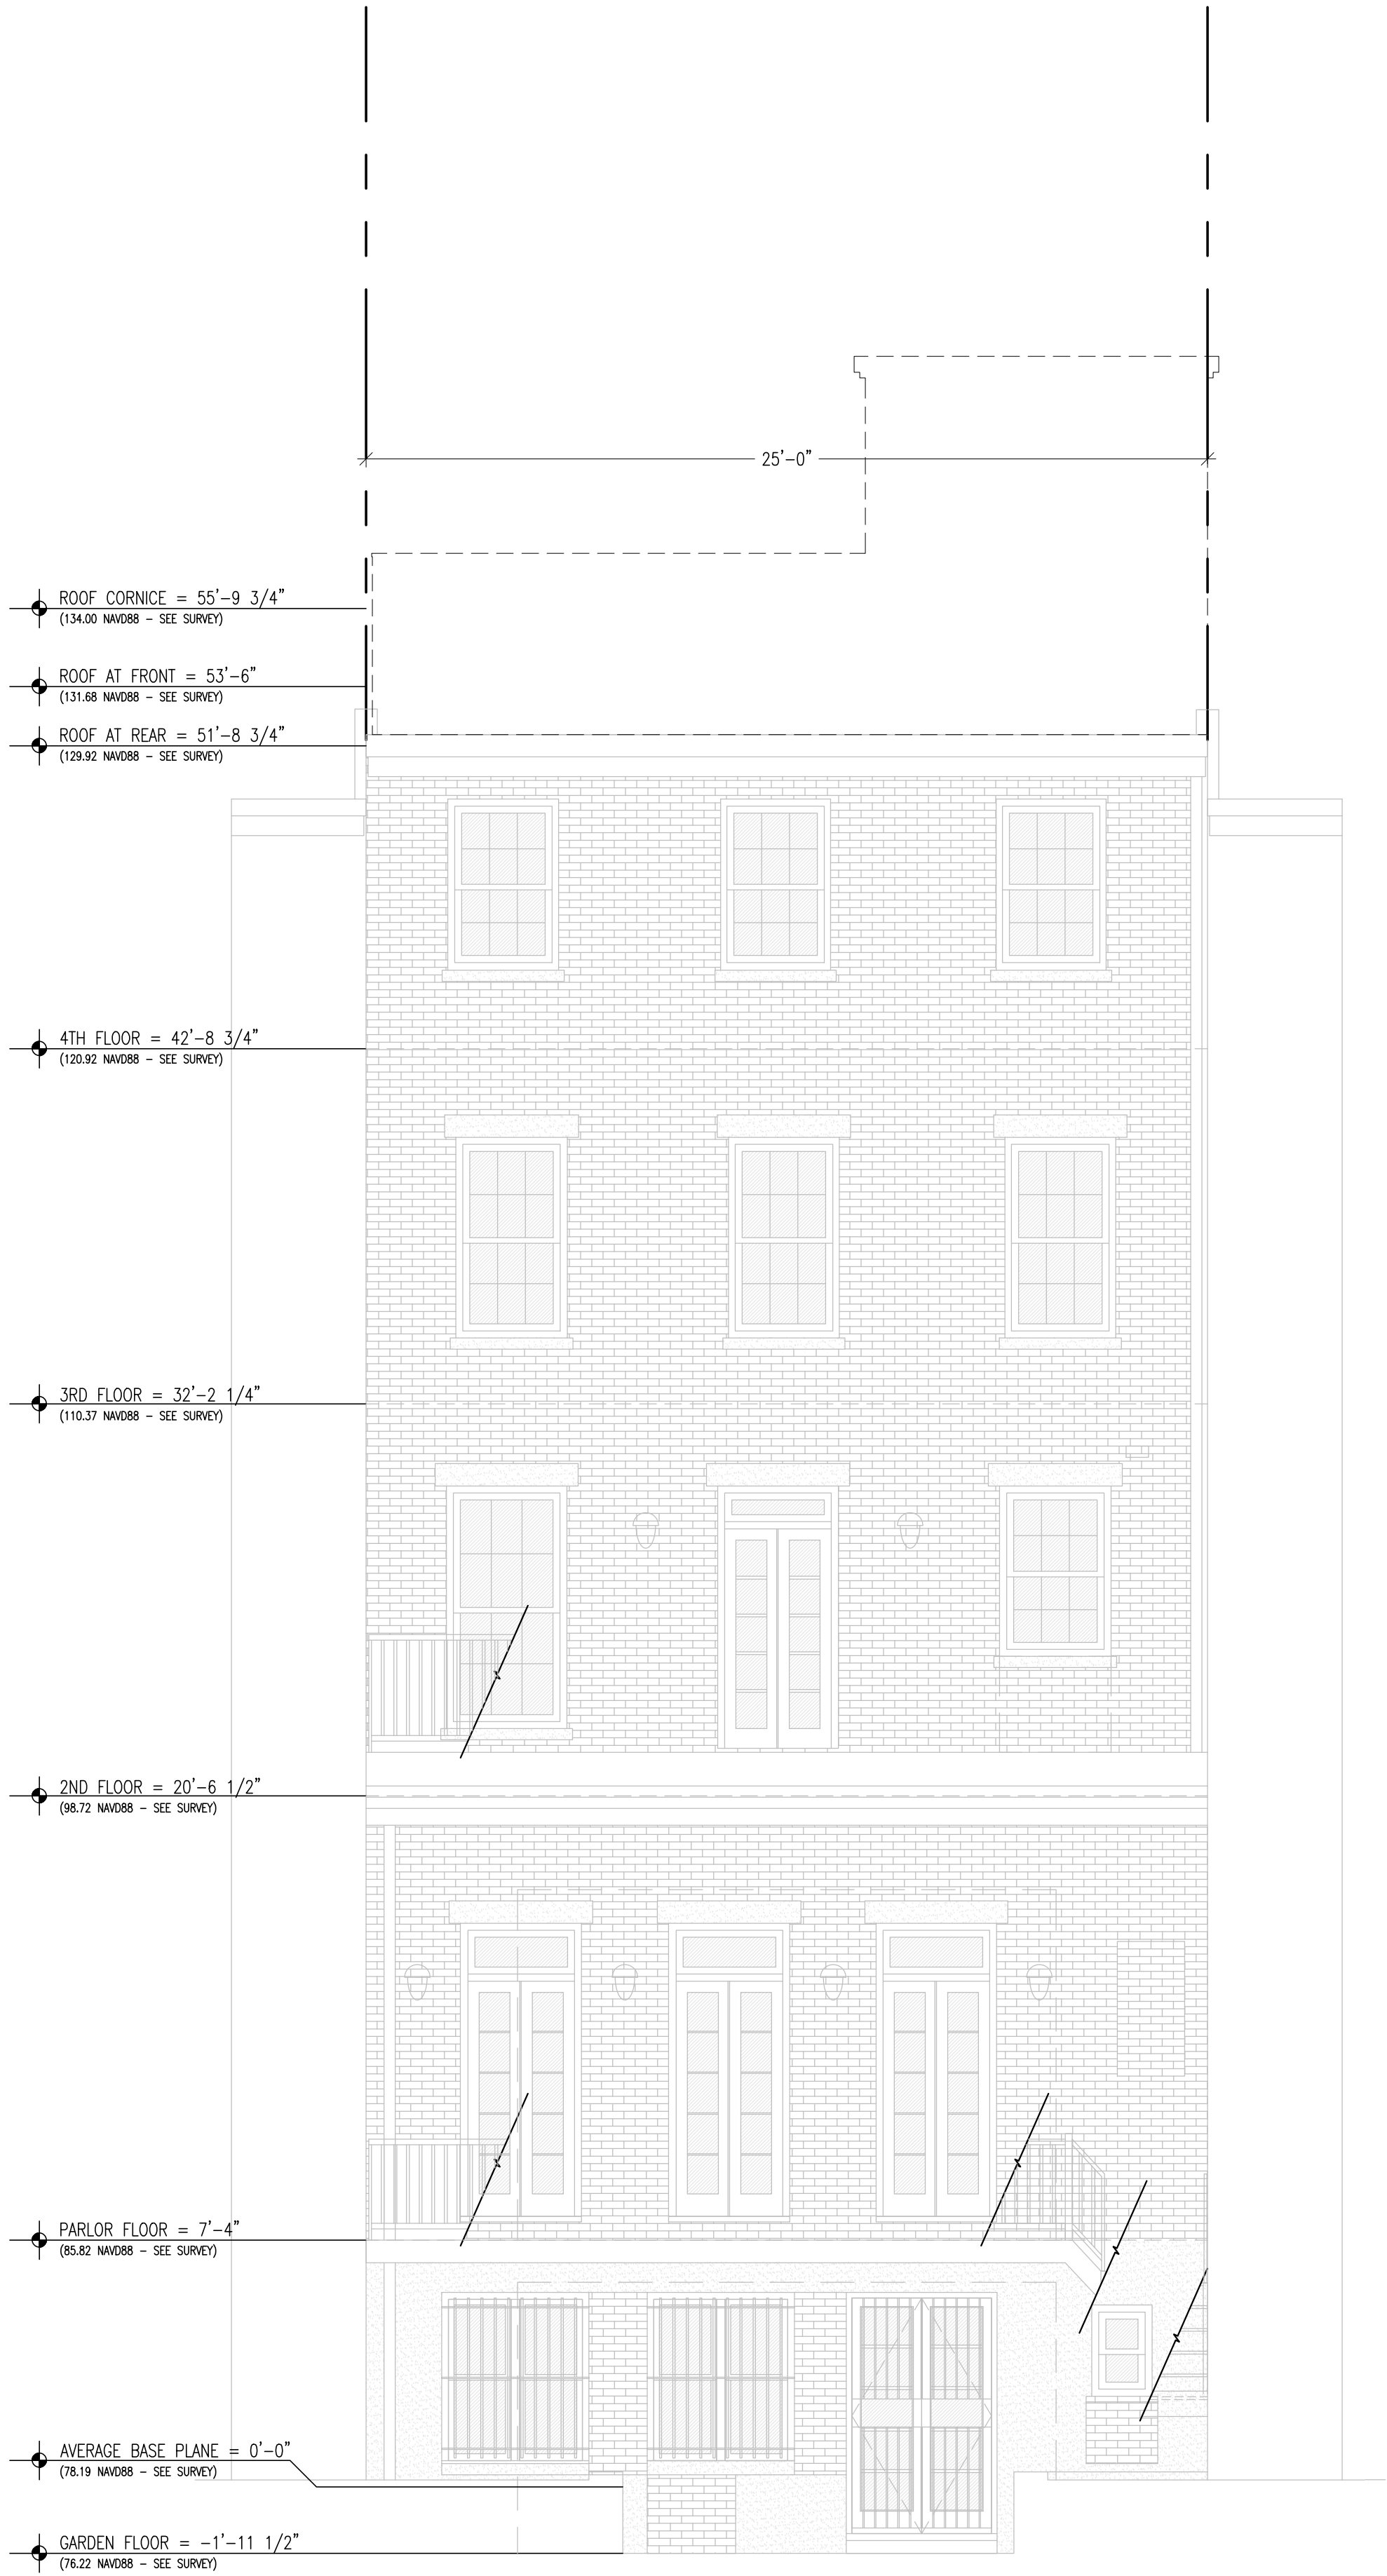 25'-0"
ROOF CORNICE = 55'-9 3/4"
(134.00 NAVD88 - SEE SURVEY)
ROOF AT FRONT = 53'-6"
(131.68 NAVD88 - SEE SURVEY)
ROOF AT REAR = 51'-8 3/4"
(129.92 NAVD88 - SEE SURVEY)
4TH FLOOR = 42'-8 3/4"
(120.92 NAVD88 - SEE SURVEY)
3RD FLOOR = 32'-2 1/4"
(110.37 NAVD88 - SEE SURVEY)
2ND FLOOR = 20'-6 1/2"
(98.72 NAVD88 - SEE SURVEY)
PARLOR FLOOR = 7'-4"
(85.82 NAVD88 - SEE SURVEY)
AVERAGE BASE PLANE = 0'-0"
(78.19 NAVD88 - SEE SURVEY)
GARDEN FLOOR = -1'-11 1/2"
(76.22 NAVD88 - SEE SURVEY)